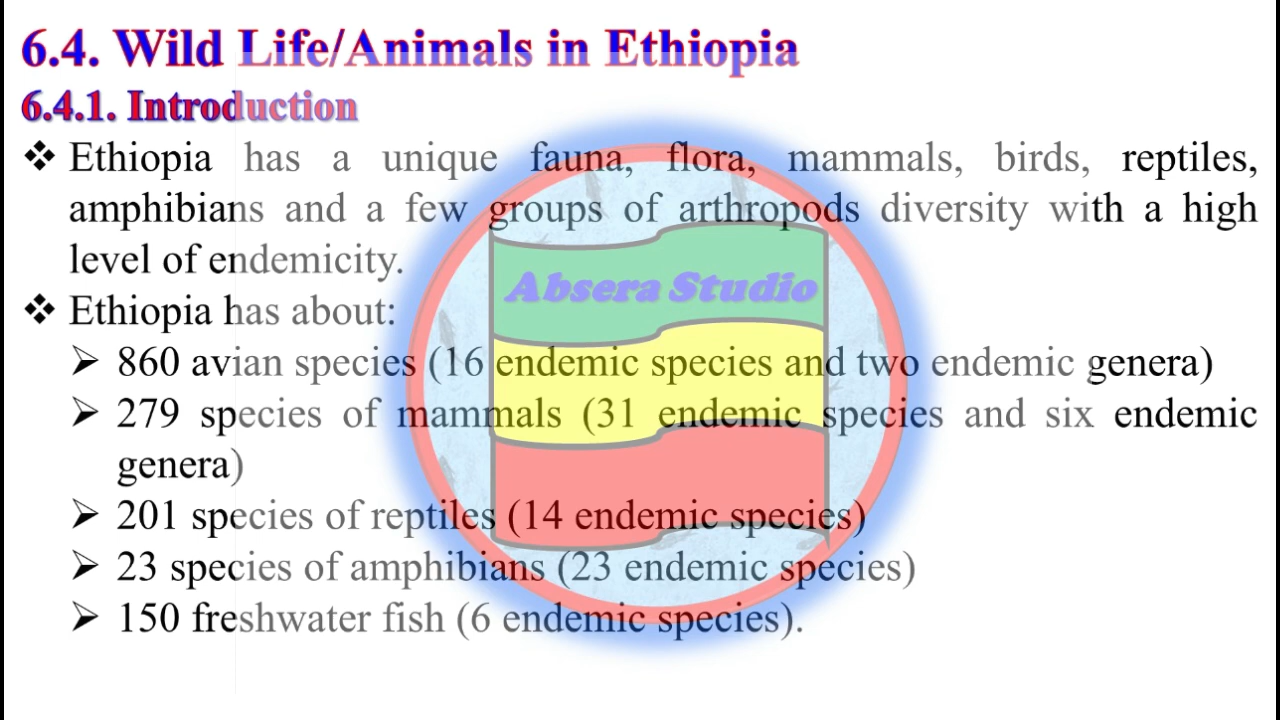 6.4. Wild Life/Animals in Ethiopia
6.4.1. Introduction
❖ Ethiopia has a unique fauna, flora, mammals, birds, reptiles,
amphibians and a few groups of arthropods diversity with a high
level of endemicity.
Absera Studio
❖ Ethiopia has about:
➢ 860 avian species (16 endemic species and two endemic genera)
➢ 279 species of mammals (31 endemic species and six endemic
genera)
➢ 201 species of reptiles (14 endemic species)
➢ 23 species of amphibians (23 endemic species)
➢ 150 freshwater fish (6 endemic species).